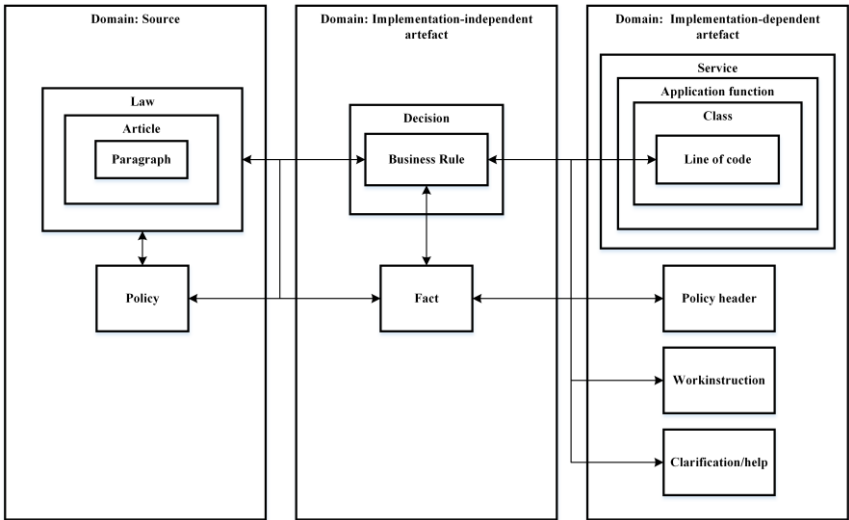 Domain: Source
Law
Article
Paragraph
Policy
Domain: Implementation-independent
artefact
Decision
Business Rule
Fact
Domain:  Implementation-dependent
artefact
Service
Application function
Class
Line of code
Policy header
Workinstruction
Clarification/help